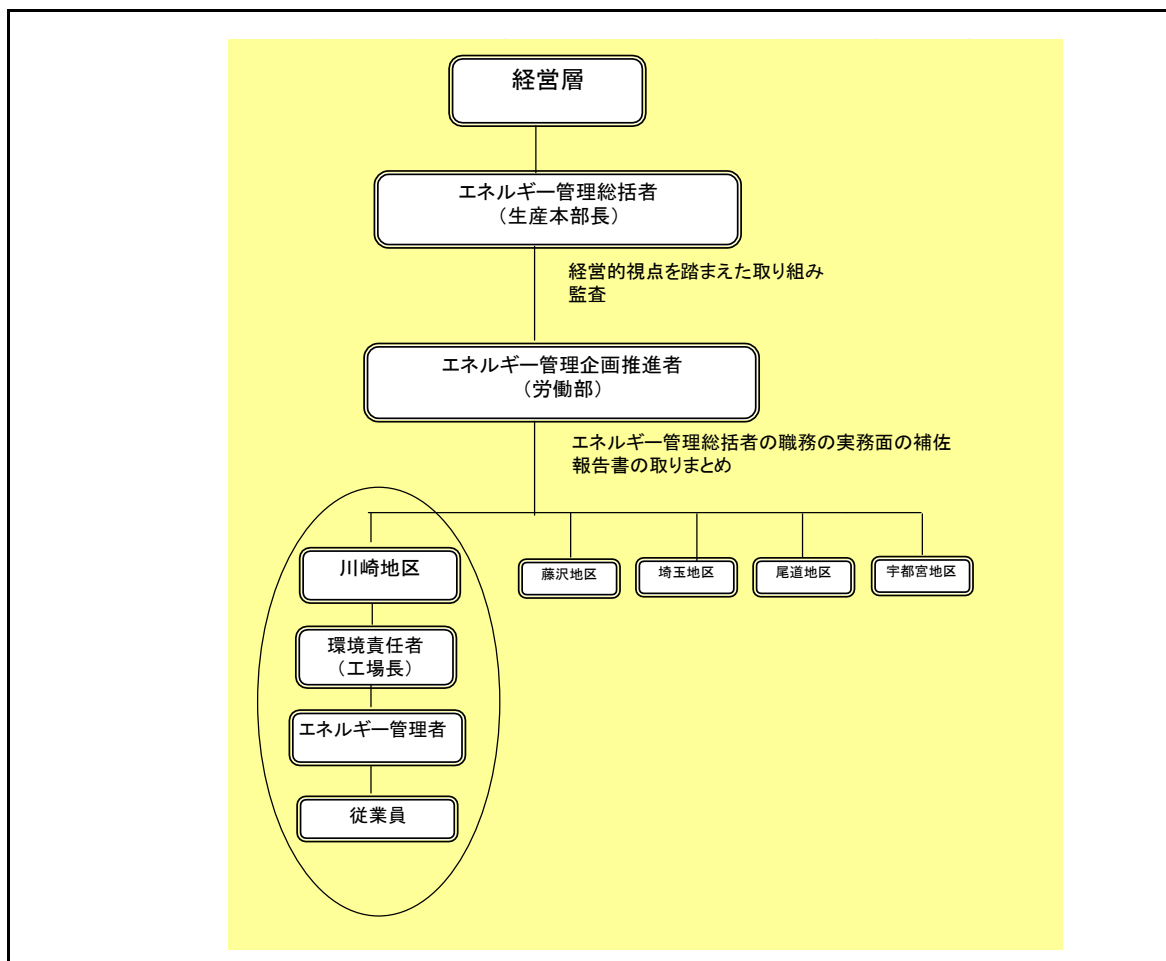 経営層
エネルギー管理総括者
（生産本部長）
経営的視点を踏まえた取り組み
監査
エネルギー管理企画推進者
（労働部）
エネルギー管理総括者の職務の実務面の補佐
報告書の取りまとめ
川崎地区
藤沢地区
埼玉地区
尾道地区
宇都宮地区
環境責任者
（工場長）
エネルギー管理者
従業員